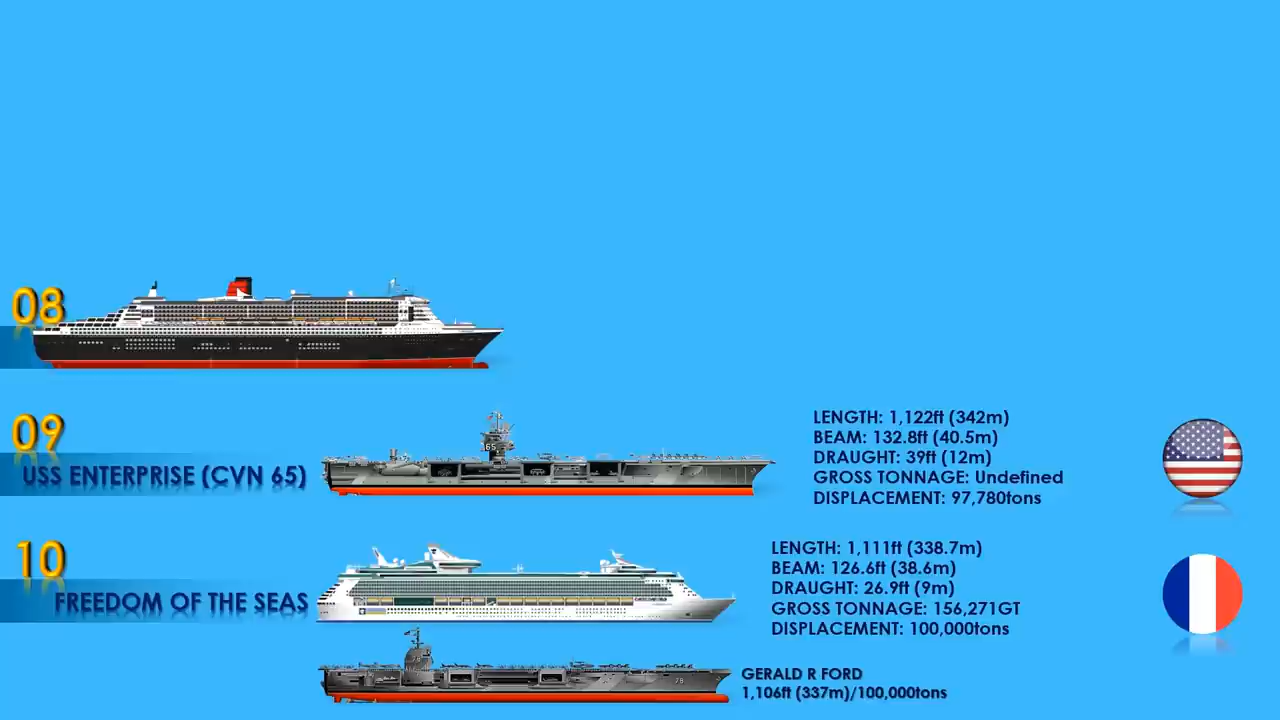 08
09
USS ENTERPRISE (CVN 65)
65
LENGTH: 1,122ft (342m)
BEAM: 132.8ft (40.5m)
DRAUGHT: 39ft (12m)
GROSS TONNAGE: Undefined
DISPLACEMENT: 97,780tons
10
FREEDOM OF THE SEAS
LENGTH: 1,111ft (338.7m)
BEAM: 126.6ft (38.6m)
DRAUGHT: 26.9ft (9m)
GROSS TONNAGE: 156,271GT
DISPLACEMENT: 100,000tons
78
78
GERALD R FORD
1,106ft (337m)/100,000tons